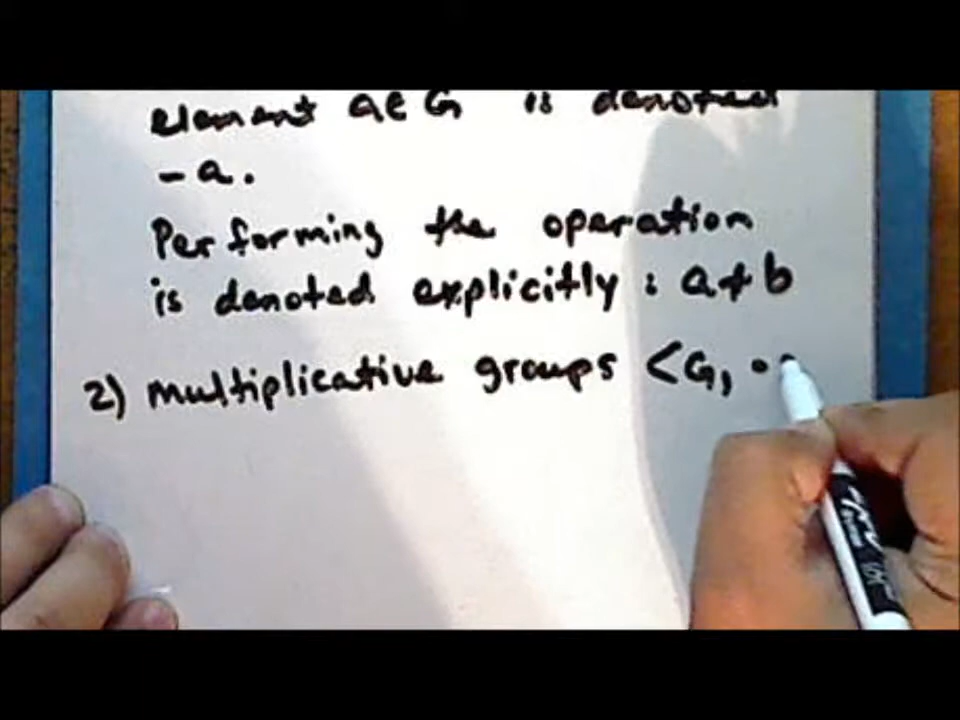 element a∈G is denoted
-a.
Performing the operation
is denoted explicitly : a+b
2) multiplicative groups <G, •